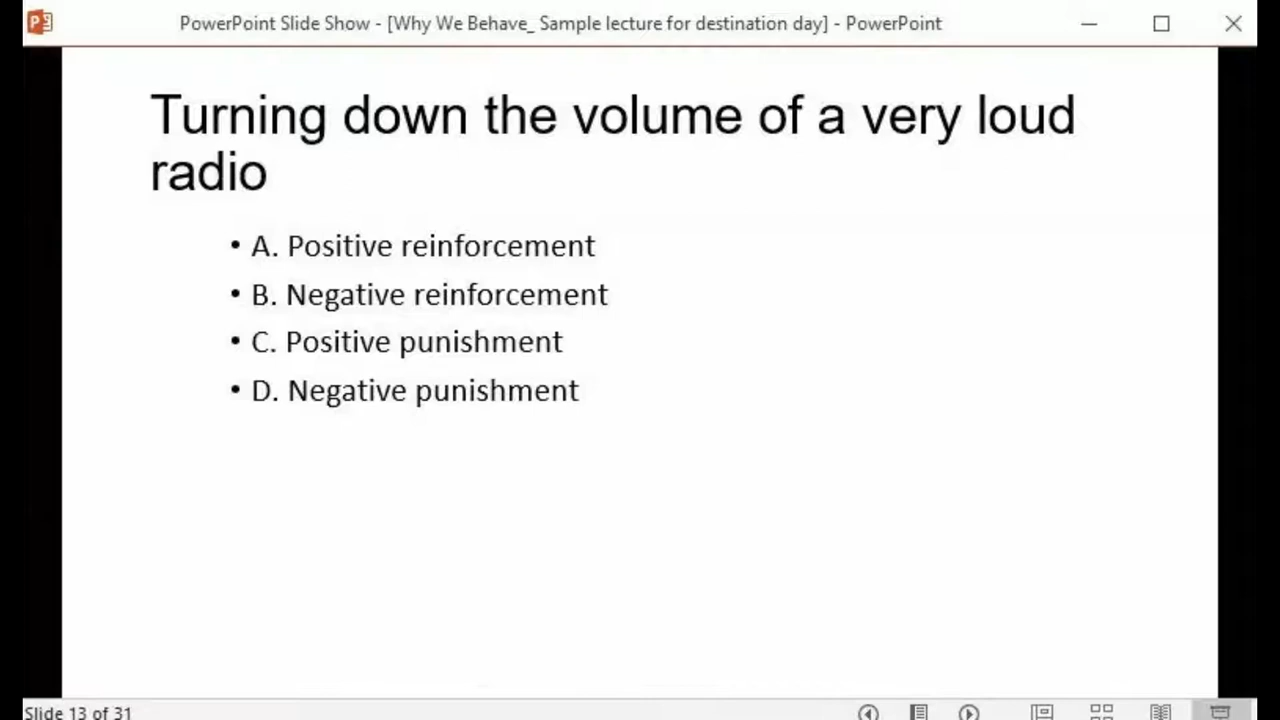 PowerPoint Slide Show - [Why We Behave_ Sample lecture for destination day] - PowerPoint
Turning down the volume of a very loud
radio
• A. Positive reinforcement
• B. Negative reinforcement
• C. Positive punishment
• D. Negative punishment
Slide 13 of 31